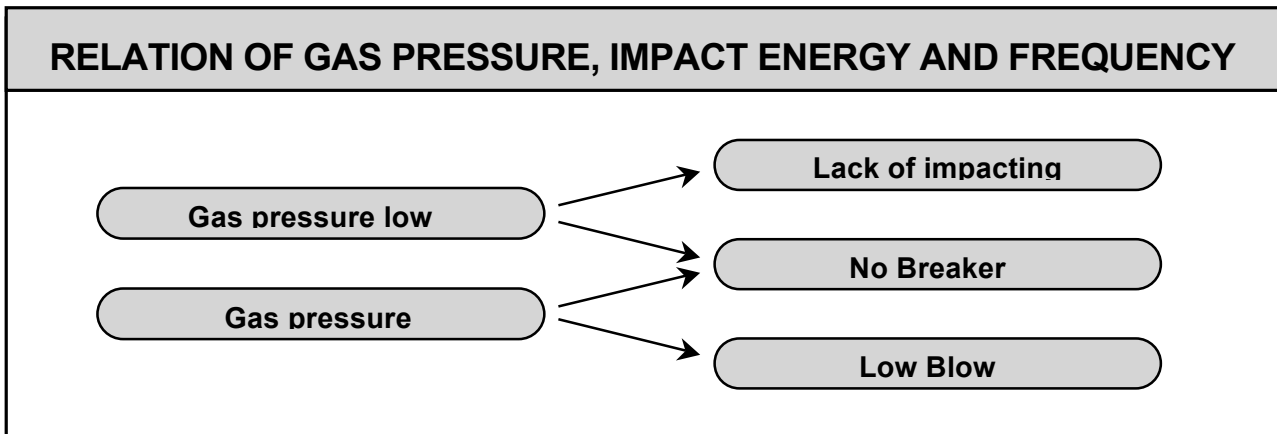 RELATION OF GAS PRESSURE, IMPACT ENERGY AND FREQUENCY
Lack of impacting
Gas pressure low
No Breaker
Gas pressure
Low Blow